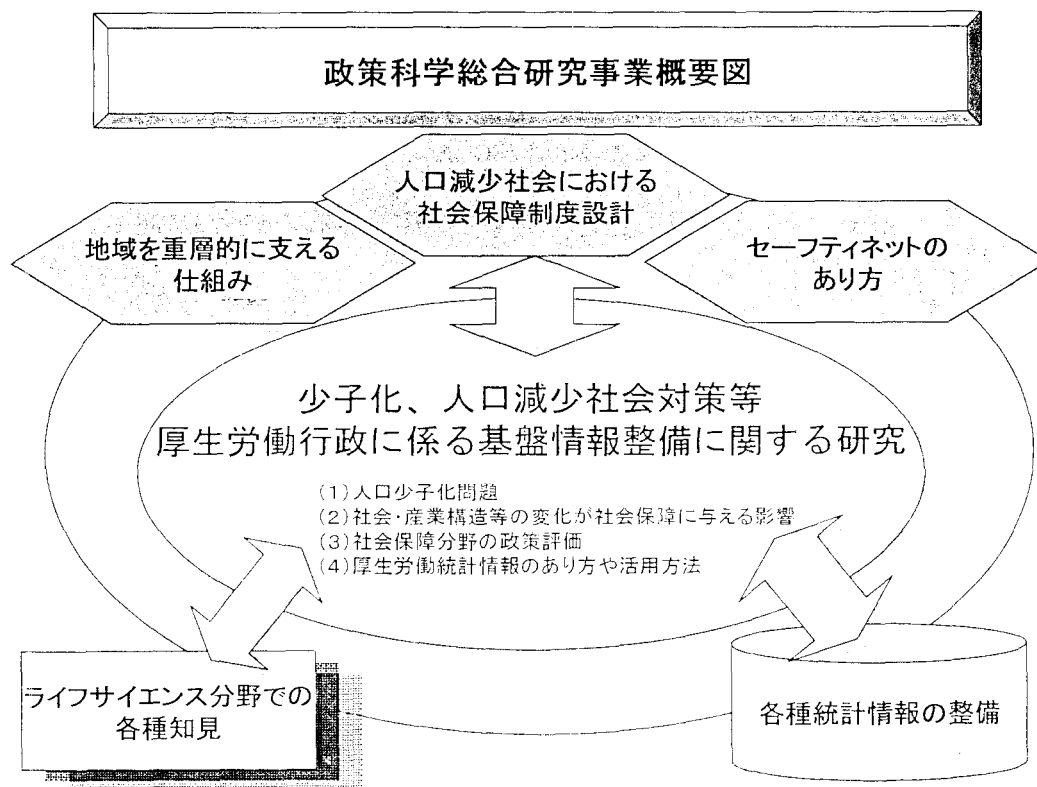 政策科学総合研究事業概要図
人口減少社会における
社会保障制度設計
地域を重層的に支える
仕組み
セーフティネットの
あり方
少子化、人口減少社会対策等
厚生労働行政に係る基盤情報整備に関する研究
(1)人口少子化問題
(2)社会・産業構造等の変化が社会保障に与える影響
(3)社会保障分野の政策評価
(4)厚生労働統計情報のあり方や活用方法
ライフサイエンス分野での
各種知見
各種統計情報の整備